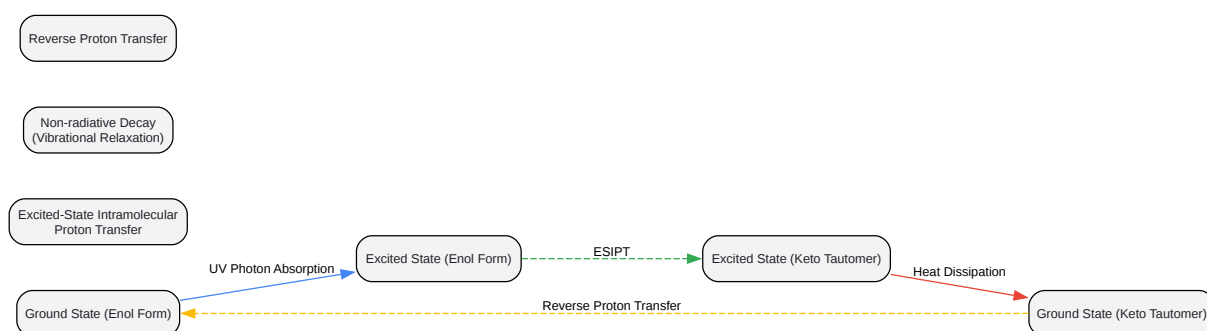 Reverse Proton Transfer
Non-radiative Decay
(Vibrational Relaxation)
Excited-State Intramolecular
Proton Transfer
Excited State (Enol Form)
ESIPT
Excited State (Keto Tautomer)
UV Photon Absorption
Heat Dissipation
Ground State (Enol Form)
Reverse Proton Transfer
Ground State (Keto Tautomer)